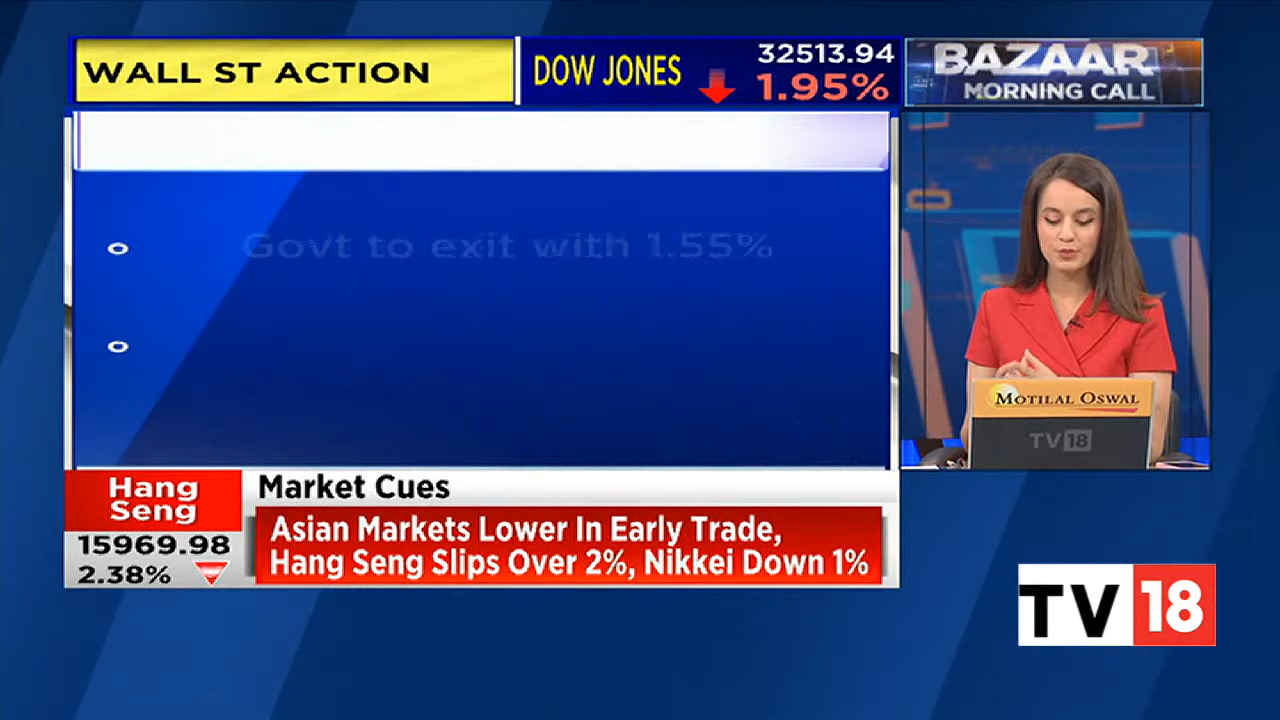 WALL ST ACTION
DOW JONES
32513.94
1.95%
BAZAAR
MORNING CALL
Govt to exit with 1.55%
MOTILAL OSWAL
TV18
Hang
Seng
15969.98
2.38%
Market Cues
Asian Markets Lower In Early Trade,
Hang Seng Slips Over 2%, Nikkei Down 1%
TV18